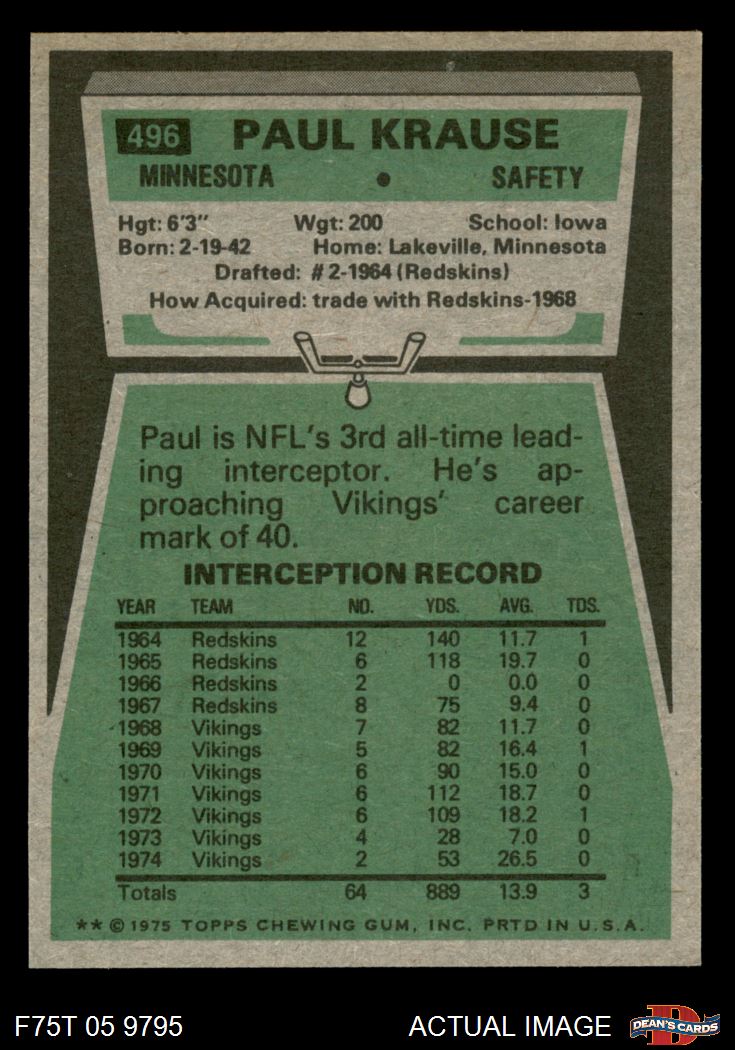 496 PAUL KRAUSE
MINNESOTA • SAFETY
Hgt: 6'3" Wgt: 200 School: Iowa
Born: 2-19-42 Home: Lakeville, Minnesota
Drafted: #2-1964 (Redskins)
How Acquired: trade with Redskins-1968
Paul is NFL's 3rd all-time lead-
ing interceptor. He's ap-
proaching Vikings' career
mark of 40.
INTERCEPTION RECORD
YEAR TEAM NO. YDS. AVG. TDS.
1964 Redskins 12 140 11.7 1
1965 Redskins 6 118 19.7 0
1966 Redskins 2 0 0.0 0
1967 Redskins 8 75 9.4 0
1968 Vikings 7 82 11.7 0
1969 Vikings 5 82 16.4 1
1970 Vikings 6 90 15.0 0
1971 Vikings 6 112 18.7 0
1972 Vikings 6 109 18.2 1
1973 Vikings 4 28 7.0 0
1974 Vikings 2 53 26.5 0
Totals 64 889 13.9 3
** © 1975 TOPPS CHEWING GUM, INC. PRTD IN U.S.A.
F75T 05 9795 ACTUAL IMAGE DEAN'S CARDS